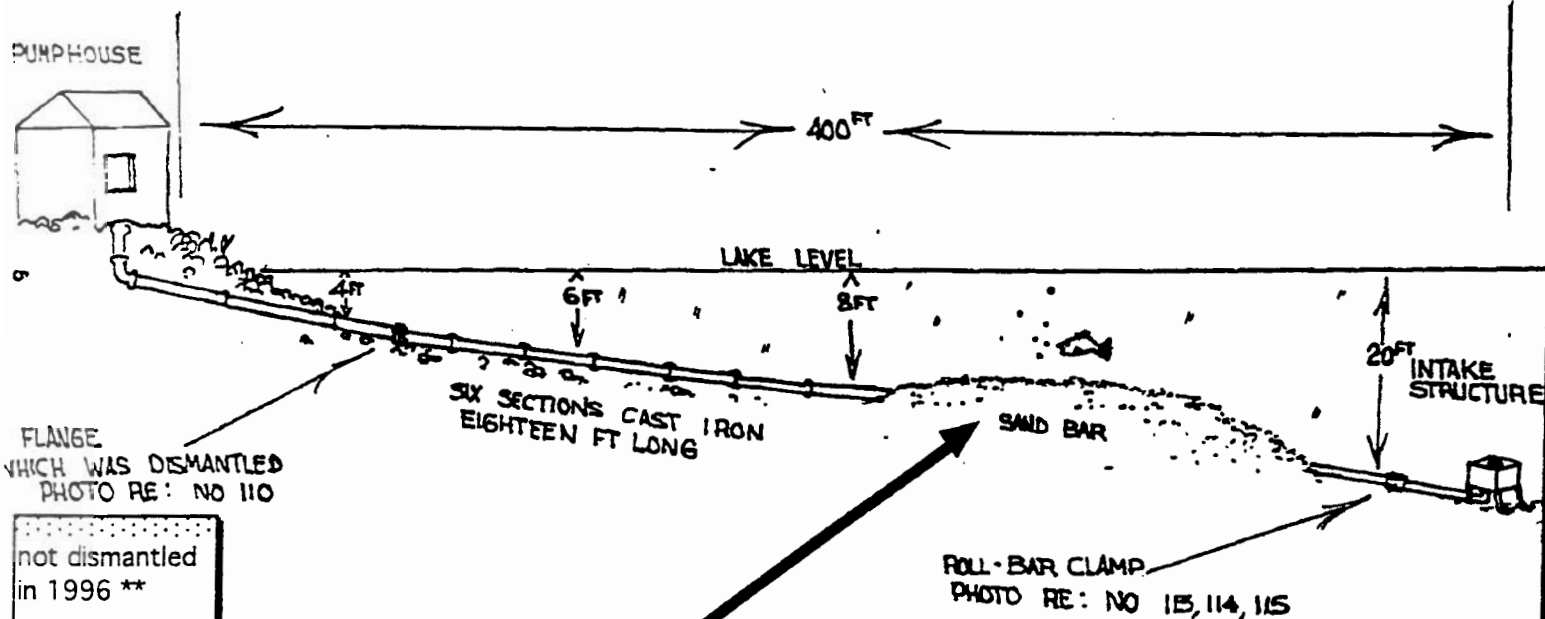 PUMPHOUSE
400FT
LAKE LEVEL
4FT
6FT
8FT
20FT
INTAKE
STRUCTURE
SIX SECTIONS CAST IRON
EIGHTEEN FT LONG
SAND BAR
FLANGE
WHICH WAS DISMANTLED
PHOTO RE: NO 110
not dismantled
in 1996 **
ROLL-BAR CLAMP
PHOTO RE: NO 114, 115